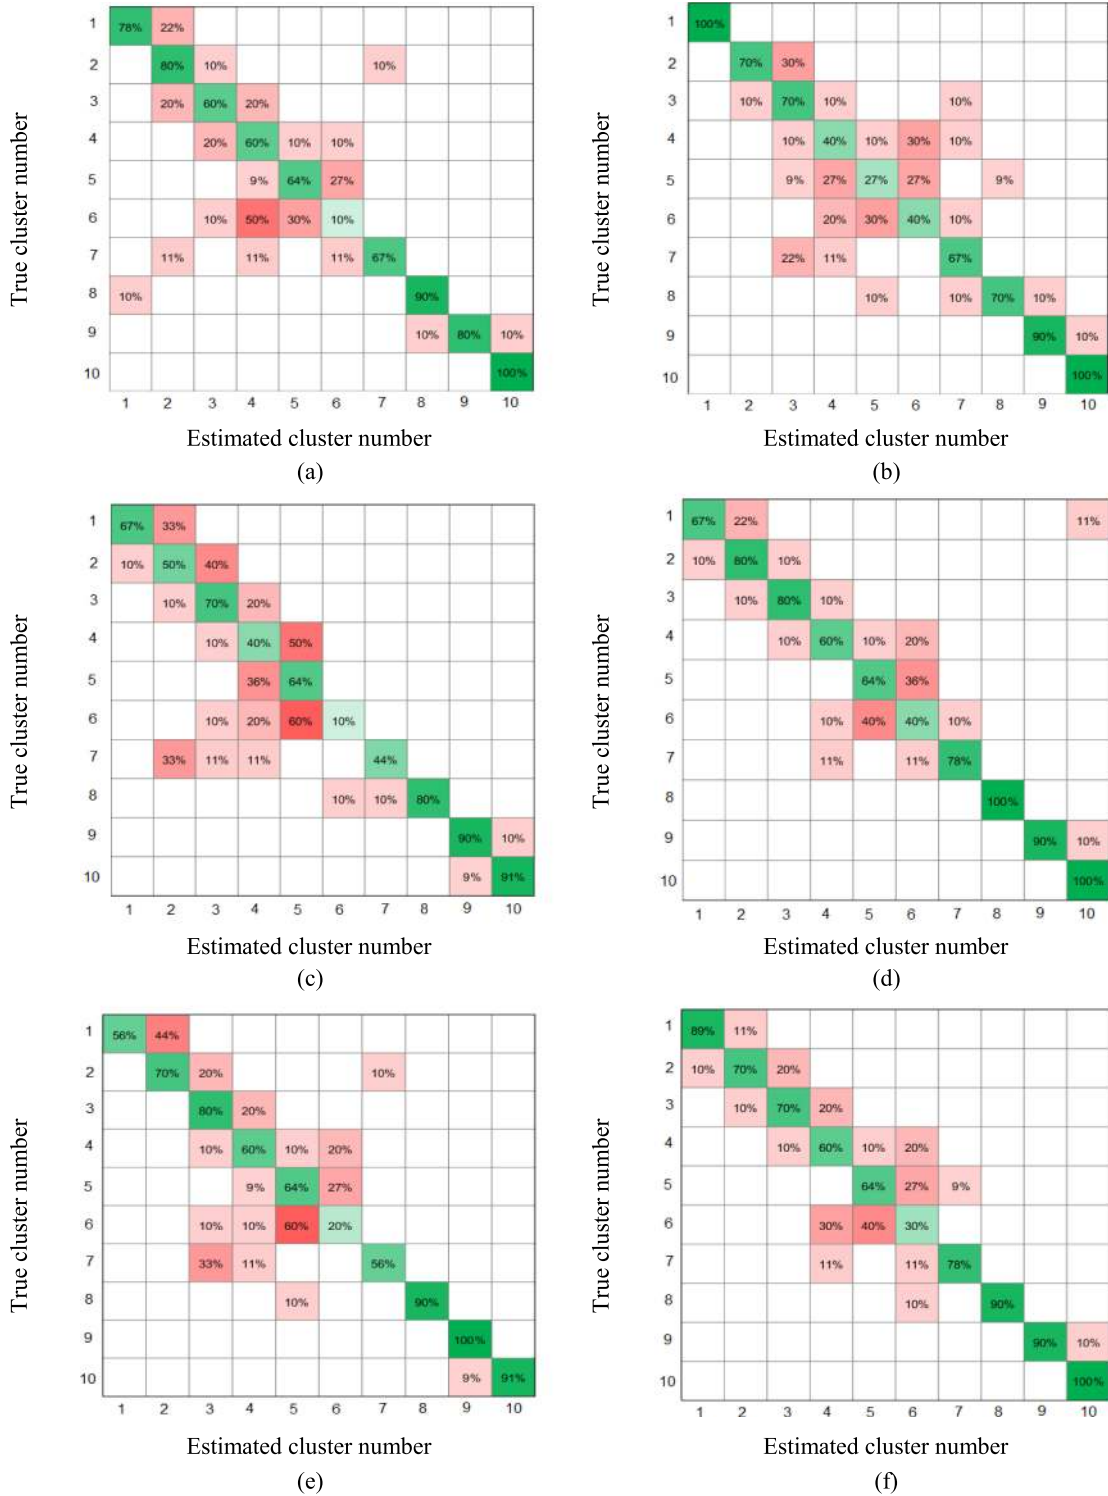 1 78% 22%
2 80% 10% 10%
3 20% 60% 20%
4 20% 60% 10% 10%
5 9% 64% 27%
6 10% 50% 30% 10%
7 11% 11% 11% 67%
8 10% 90%
9 10% 80% 10%
10 100%
1 2 3 4 5 6 7 8 9 10
True cluster number
Estimated cluster number
(a)
1 100%
2 70% 30%
3 10% 70% 10% 10%
4 10% 40% 10% 30% 10%
5 9% 27% 27% 27% 9%
6 20% 30% 40% 10%
7 22% 11% 67%
8 10% 10% 70% 10%
9 90% 10%
10 100%
1 2 3 4 5 6 7 8 9 10
True cluster number
Estimated cluster number
(b)
1 67% 33%
2 10% 50% 40%
3 10% 70% 20%
4 10% 40% 50%
5 36% 64%
6 10% 20% 60% 10%
7 33% 11% 11% 44%
8 10% 10% 80%
9 90% 10%
10 9% 91%
1 2 3 4 5 6 7 8 9 10
True cluster number
Estimated cluster number
(c)
1 67% 22% 11%
2 10% 80% 10%
3 10% 80% 10%
4 10% 60% 10% 20%
5 64% 36%
6 10% 40% 40% 10%
7 11% 11% 78%
8 100%
9 90% 10%
10 100%
1 2 3 4 5 6 7 8 9 10
True cluster number
Estimated cluster number
(d)
1 56% 44%
2 70% 20% 10%
3 80% 20%
4 10% 60% 10% 20%
5 9% 64% 27%
6 10% 10% 60% 20%
7 33% 11% 56%
8 10% 90%
9 100%
10 9% 91%
1 2 3 4 5 6 7 8 9 10
True cluster number
Estimated cluster number
(e)
1 89% 11%
2 10% 70% 20%
3 10% 70% 20%
4 10% 60% 10% 20%
5 64% 27% 9%
6 30% 40% 30%
7 11% 11% 78%
8 10% 90%
9 90% 10%
10 100%
1 2 3 4 5 6 7 8 9 10
True cluster number
Estimated cluster number
(f)